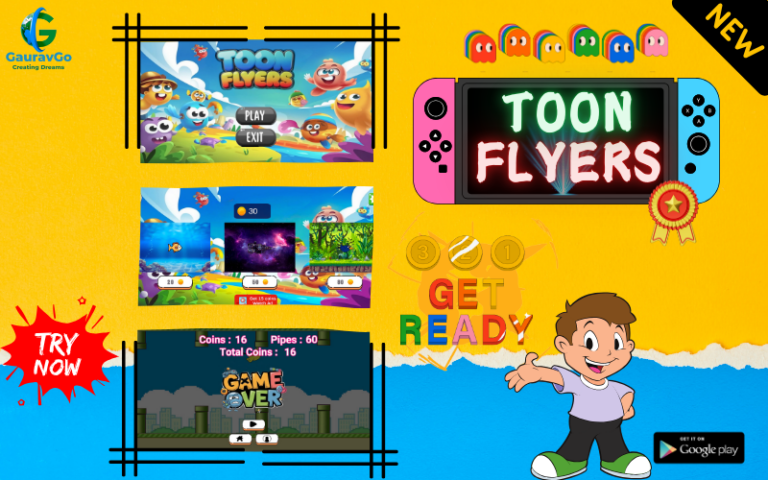 GauravGo
Creating Dreams
NEW
TOON
FLYERS
PLAY
EXIT
TOON
FLYERS
30
3 2 1
GET
READY
TRY
NOW
Coins : 16 Pipes : 60
Total Coins : 16
GAME
OVER
Y
X B
A
GET IT ON
Google play